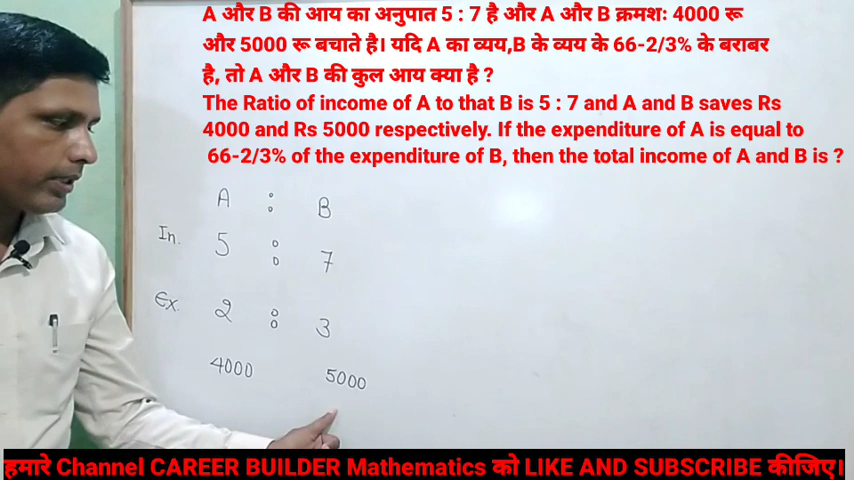 A और B की आय का अनुपात 5 : 7 है और A और B क्रमशः 4000 रू
और 5000 रू बचाते है। यदि A का व्यय,B के व्यय के 66-2/3% के बराबर
है, तो A और B की कुल आय क्या है ?
The Ratio of income of A to that B is 5 : 7 and A and B saves Rs
4000 and Rs 5000 respectively. If the expenditure of A is equal to
66-2/3% of the expenditure of B, then the total income of A and B is ?
A : B
In. 5 : 7
Ex. 2 : 3
4000 5000
हमारे Channel CAREER BUILDER Mathematics को LIKE AND SUBSCRIBE कीजिए।